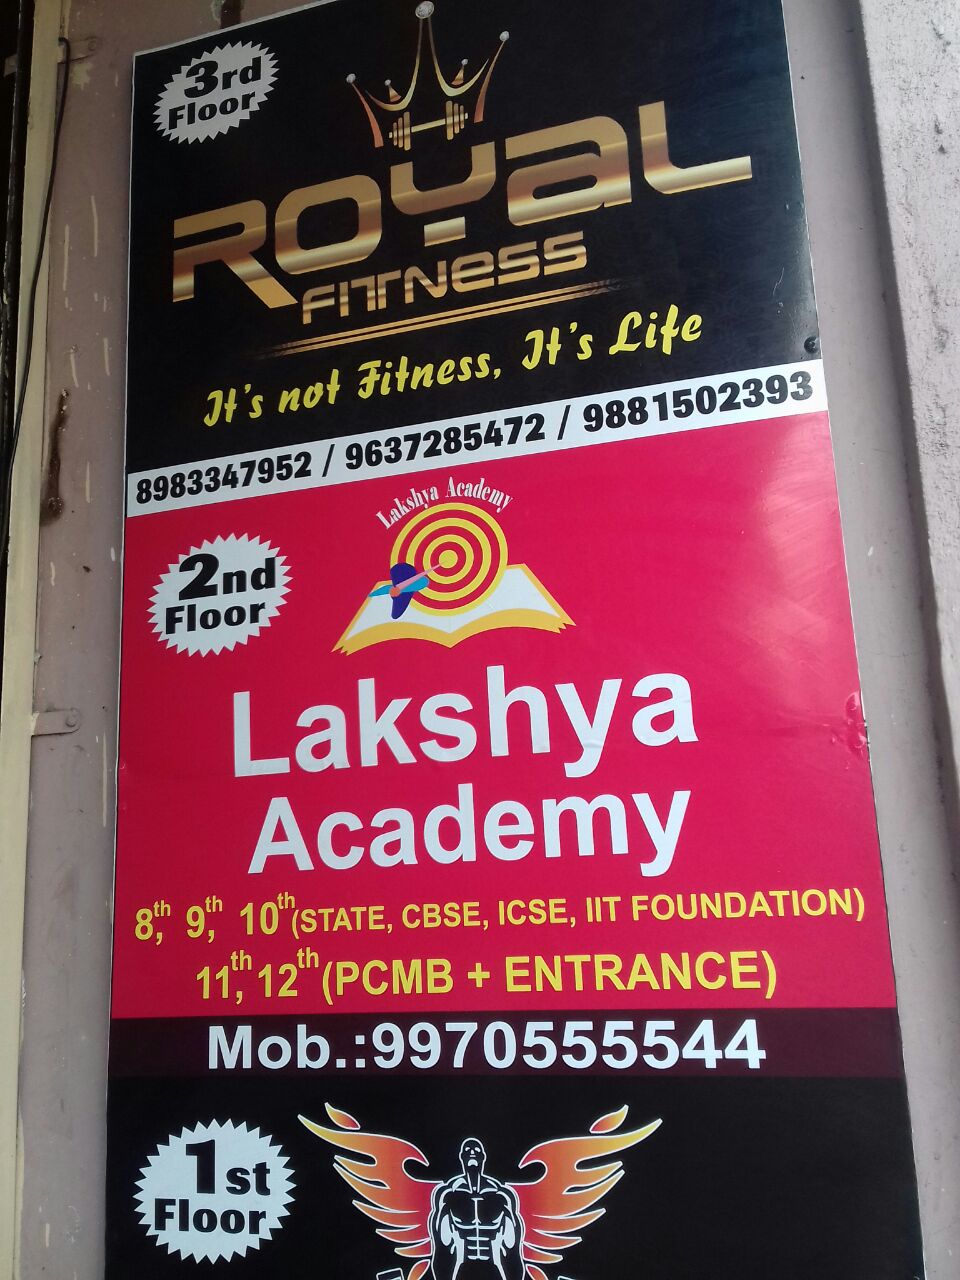 3rd
Floor
ROYAL
FITNESS
It's not Fitness, It's Life
8983347952 / 9637285472 / 9881502393
Lakshya Academy
2nd
Floor
Lakshya
Academy
8th, 9th, 10th (STATE, CBSE, ICSE, IIT FOUNDATION)
11th, 12th (PCMB + ENTRANCE)
Mob.:9970555544
1st
Floor